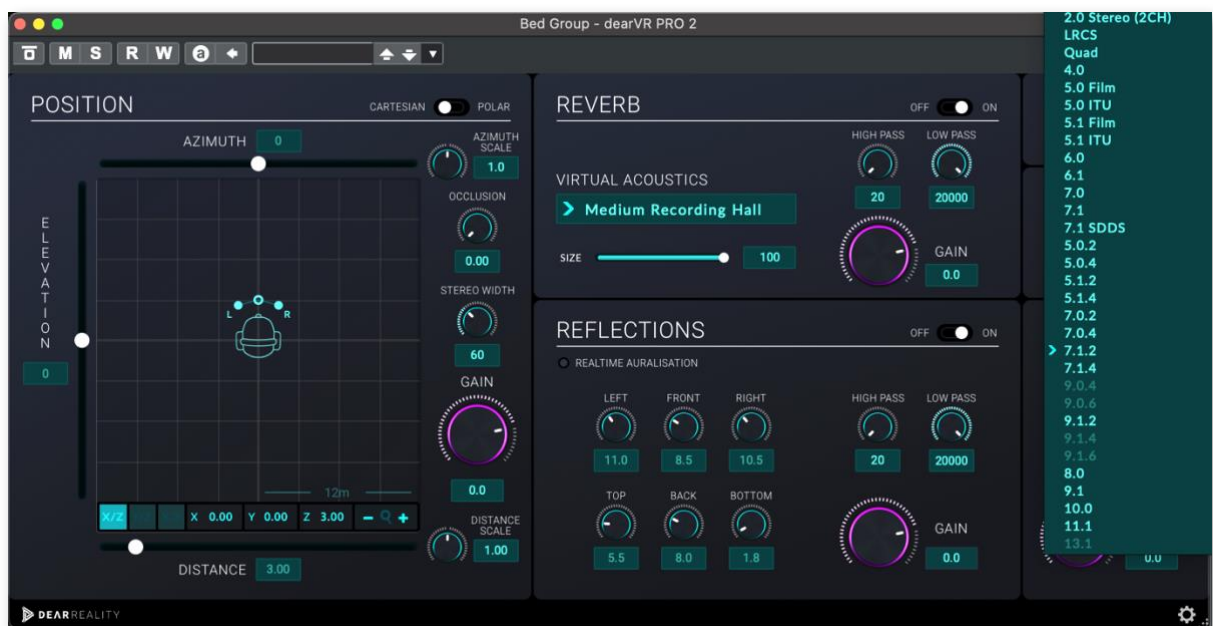 Bed Group - dearVR PRO 2
M S R W a
POSITION
CARTESIAN POLAR
AZIMUTH 0
AZIMUTH SCALE
1.0
OCCLUSION
0.00
STEREO WIDTH
60
GAIN
0.0
DISTANCE SCALE
1.00
ELEVATION
0
L R
12m
X/Z X 0.00 Y 0.00 Z 3.00 - +
DISTANCE 3.00
REVERB
OFF ON
HIGH PASS LOW PASS
20 20000
VIRTUAL ACOUSTICS
Medium Recording Hall
SIZE 100
GAIN
0.0
REFLECTIONS
OFF ON
REALTIME AURALISATION
LEFT FRONT RIGHT
11.0 8.5 10.5
TOP BACK BOTTOM
5.5 8.0 1.8
HIGH PASS LOW PASS
20 20000
GAIN
0.0
2.0 Stereo (2CH)
LRCS
Quad
4.0
5.0 Film
5.0 ITU
5.1 Film
5.1 ITU
6.0
6.1
7.0
7.1
7.1 SDDS
5.0.2
5.0.4
5.1.2
5.1.4
7.0.2
7.0.4
7.1.2
7.1.4
9.0.4
9.0.6
9.1.2
9.1.4
9.1.6
8.0
9.1
10.0
11.1
13.1
0.0
DEARREALITY